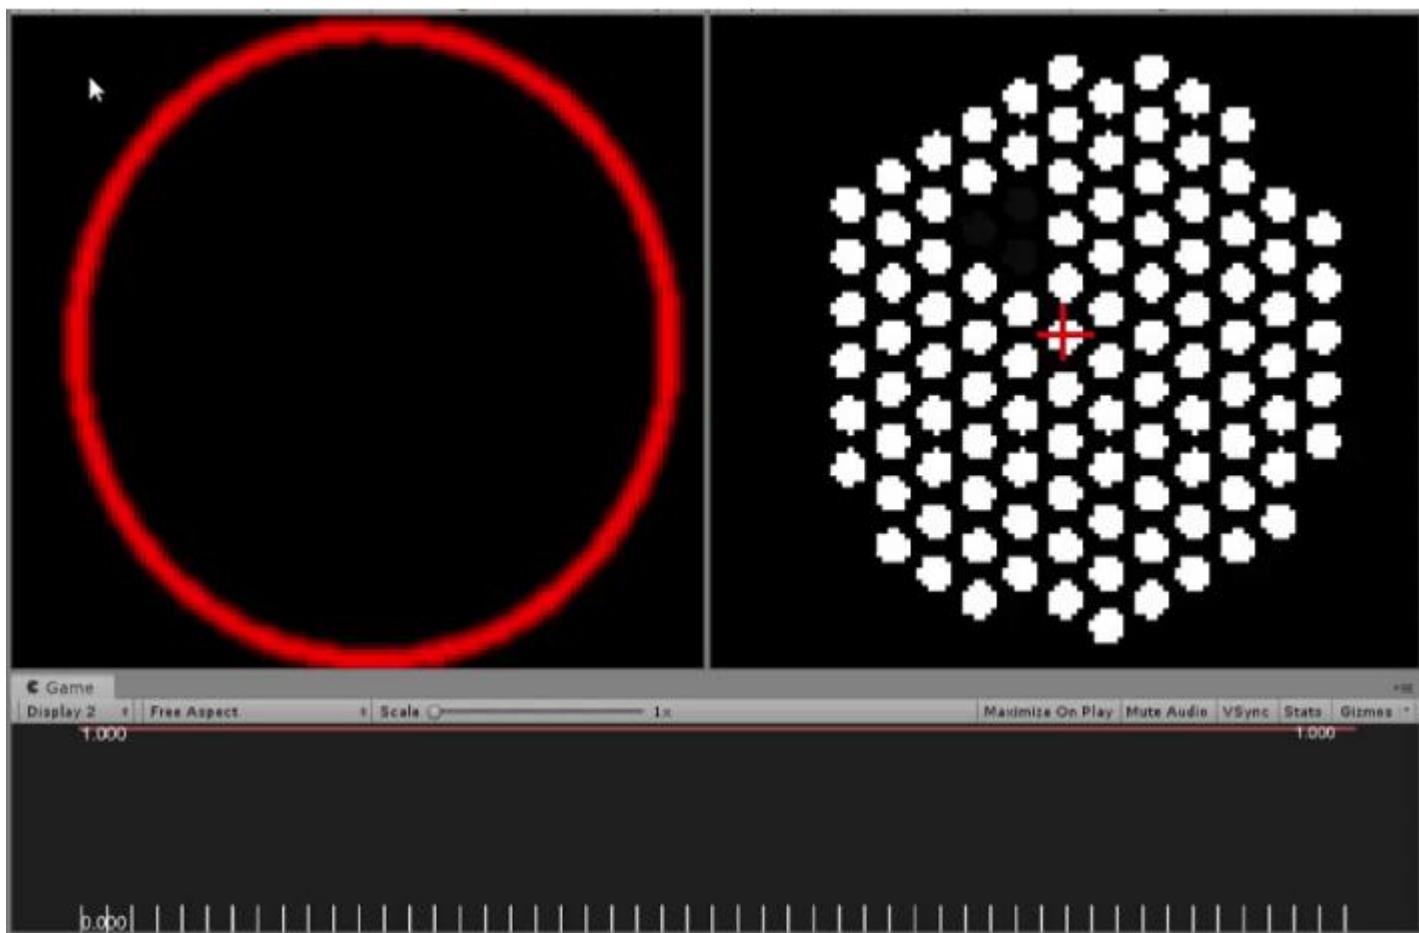 Game
Display 2 Free Aspect Scale 1x Maximize On Play Mute Audio VSync Stats Gizmos
1.000 1.000
0.000